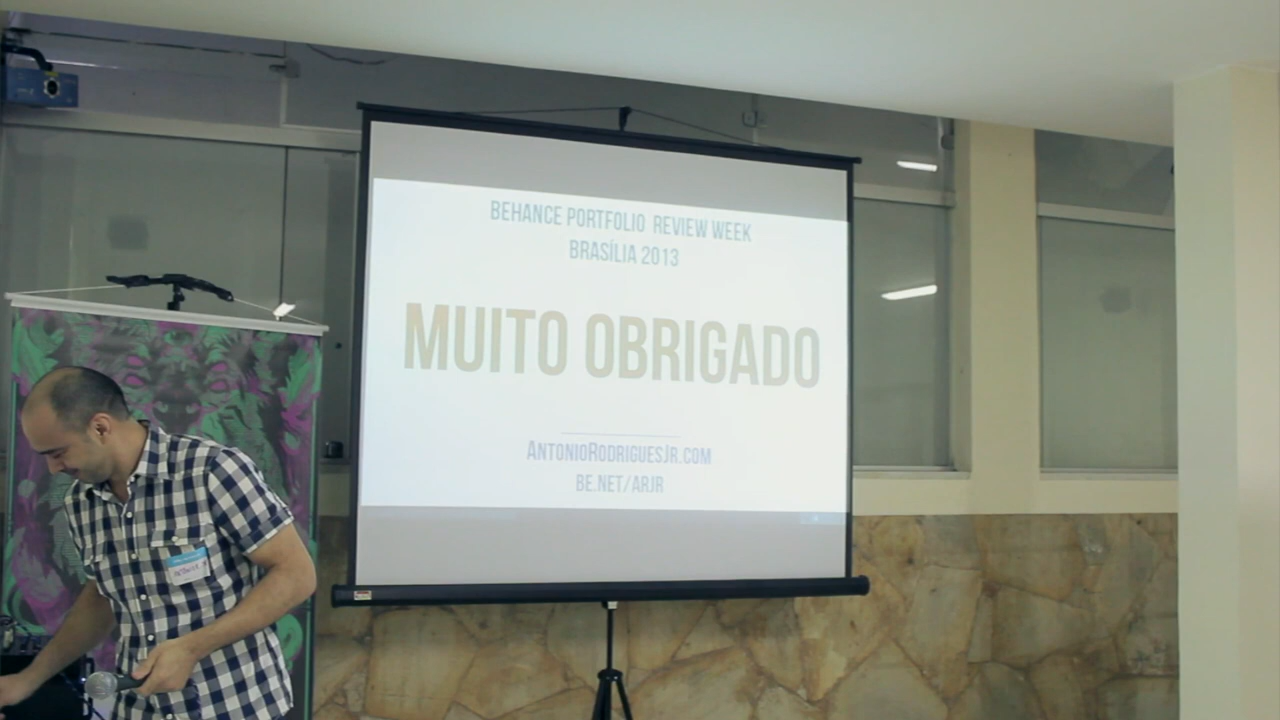 BEHANCE PORTFOLIO REVIEW WEEK
BRASÍLIA 2013
MUITO OBRIGADO
ANTONIORODRIGUESJR.COM
BE.NET/ARJR